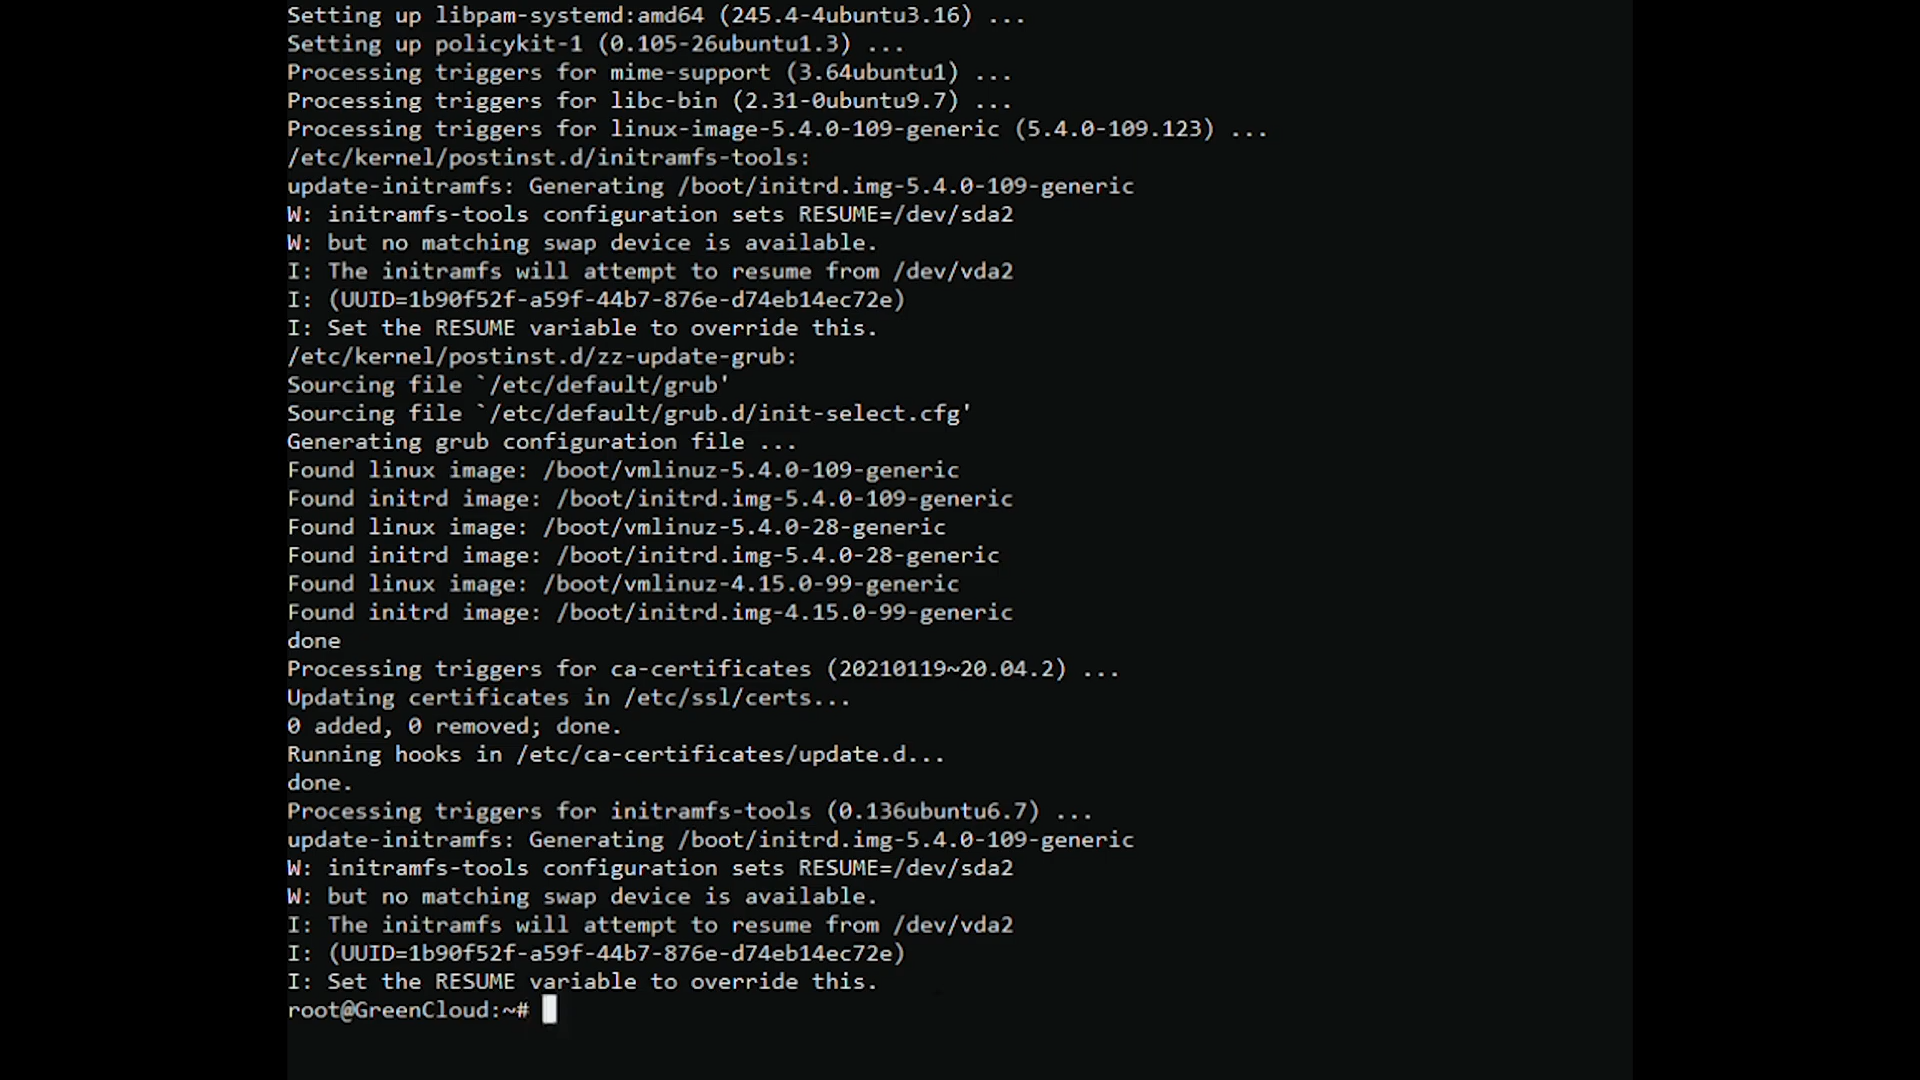 Setting up libpam-systemd:amd64 (245.4-4ubuntu3.16) ...
Setting up policykit-1 (0.105-26ubuntu1.3) ...
Processing triggers for mime-support (3.64ubuntu1) ...
Processing triggers for libc-bin (2.31-0ubuntu9.7) ...
Processing triggers for linux-image-5.4.0-109-generic (5.4.0-109.123) ...
/etc/kernel/postinst.d/initramfs-tools:
update-initramfs: Generating /boot/initrd.img-5.4.0-109-generic
W: initramfs-tools configuration sets RESUME=/dev/sda2
W: but no matching swap device is available.
I: The initramfs will attempt to resume from /dev/vda2
I: (UUID=1b90f52f-a59f-44b7-876e-d74eb14ec72e)
I: Set the RESUME variable to override this.
/etc/kernel/postinst.d/zz-update-grub:
Sourcing file `/etc/default/grub'
Sourcing file `/etc/default/grub.d/init-select.cfg'
Generating grub configuration file ...
Found linux image: /boot/vmlinuz-5.4.0-109-generic
Found initrd image: /boot/initrd.img-5.4.0-109-generic
Found linux image: /boot/vmlinuz-5.4.0-28-generic
Found initrd image: /boot/initrd.img-5.4.0-28-generic
Found linux image: /boot/vmlinuz-4.15.0-99-generic
Found initrd image: /boot/initrd.img-4.15.0-99-generic
done
Processing triggers for ca-certificates (20210119~20.04.2) ...
Updating certificates in /etc/ssl/certs...
0 added, 0 removed; done.
Running hooks in /etc/ca-certificates/update.d...
done.
Processing triggers for initramfs-tools (0.136ubuntu6.7) ...
update-initramfs: Generating /boot/initrd.img-5.4.0-109-generic
W: initramfs-tools configuration sets RESUME=/dev/sda2
W: but no matching swap device is available.
I: The initramfs will attempt to resume from /dev/vda2
I: (UUID=1b90f52f-a59f-44b7-876e-d74eb14ec72e)
I: Set the RESUME variable to override this.
root@GreenCloud:~#